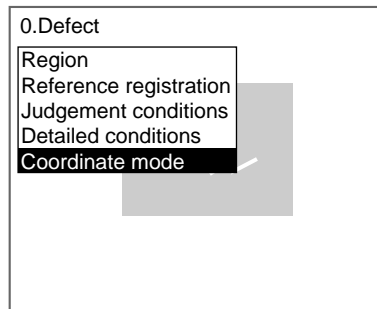 0.Defect
Region
Reference registration
Judgement conditions
Detailed conditions
Coordinate mode